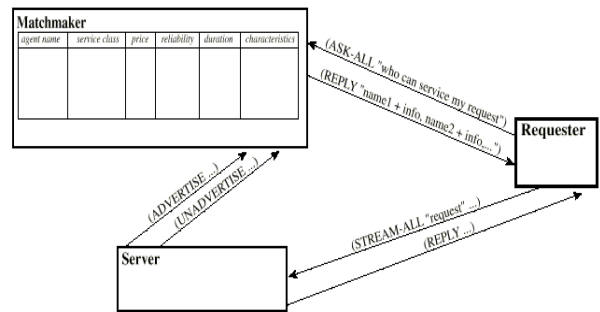 Matchmaker
agent name service class price reliability duration characteristics
(ASK-ALL "who can service my request")
(REPLY "name1 + info, name2 + info....")
Requester
(ADVERTISE ...)
(UNADVERTISE ...)
(STREAM-ALL "request" ...)
(REPLY ...)
Server